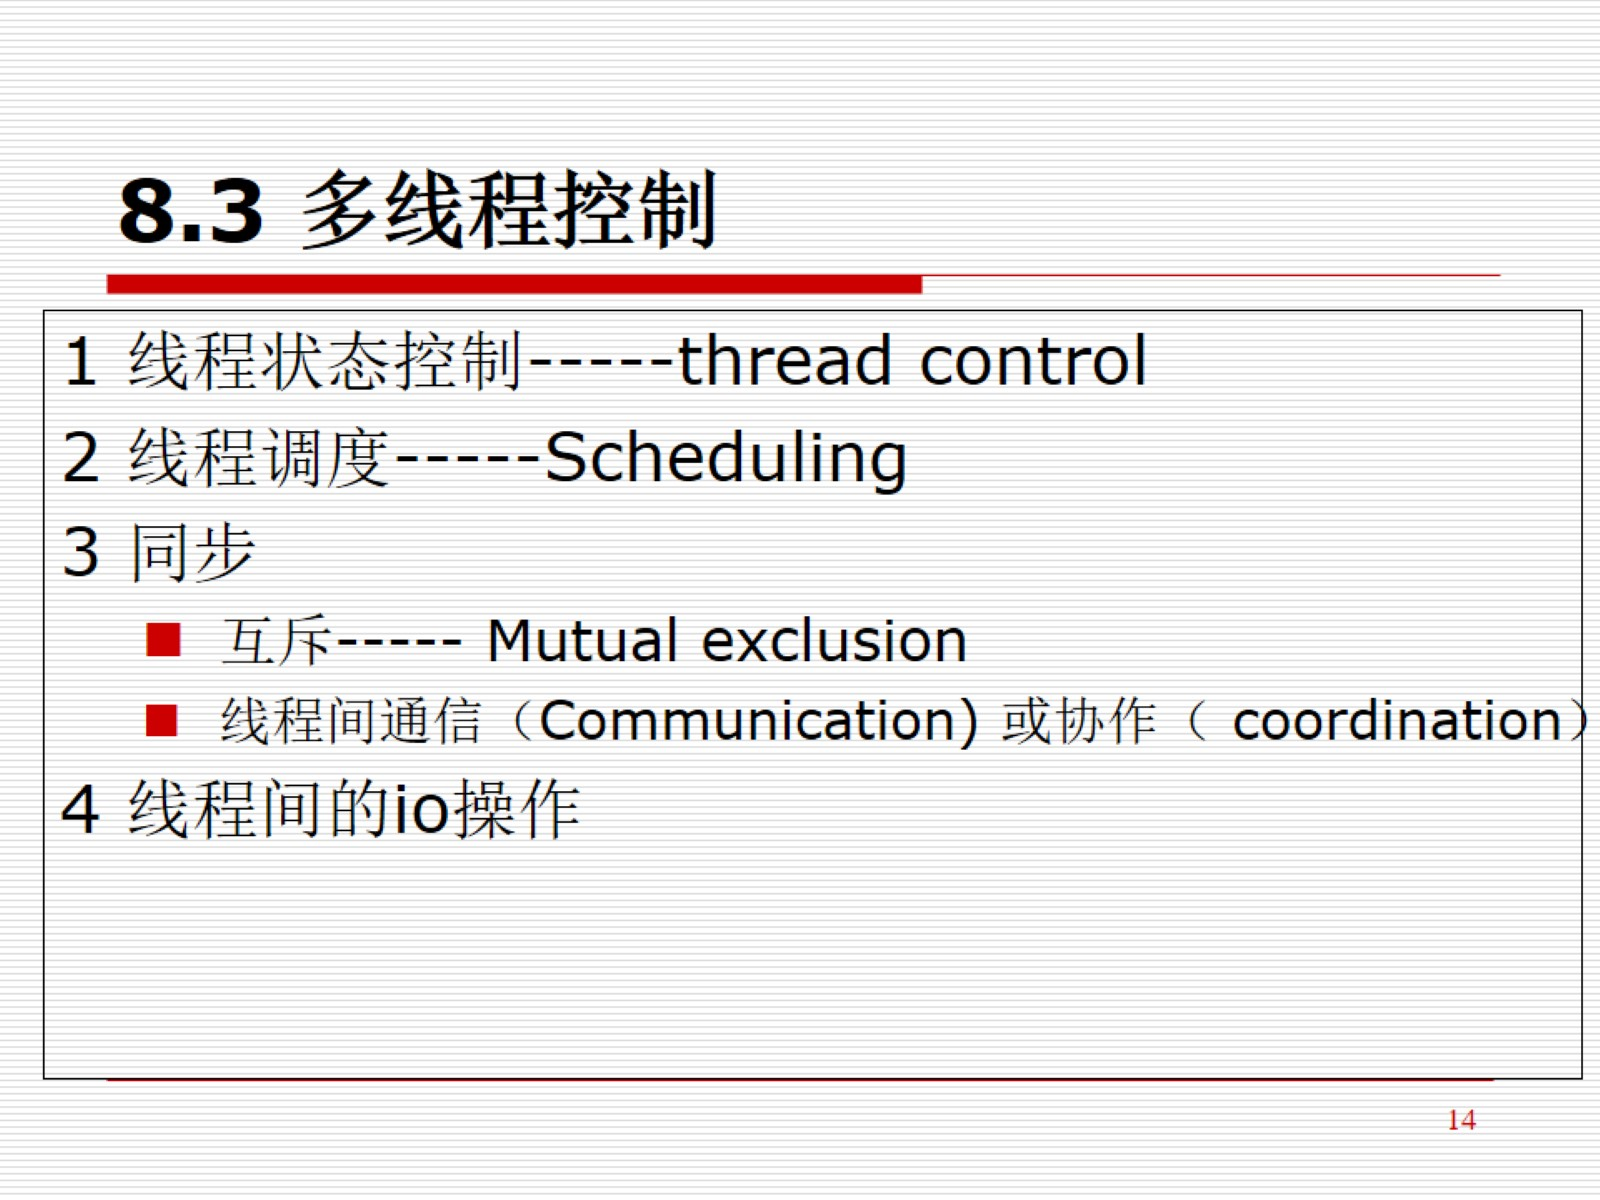 8.3 多线程控制
1 线程状态控制-----thread control
2 线程调度-----Scheduling
3 同步
互斥----- Mutual exclusion
线程间通信（Communication) 或协作（ coordination）
4 线程间的io操作
14